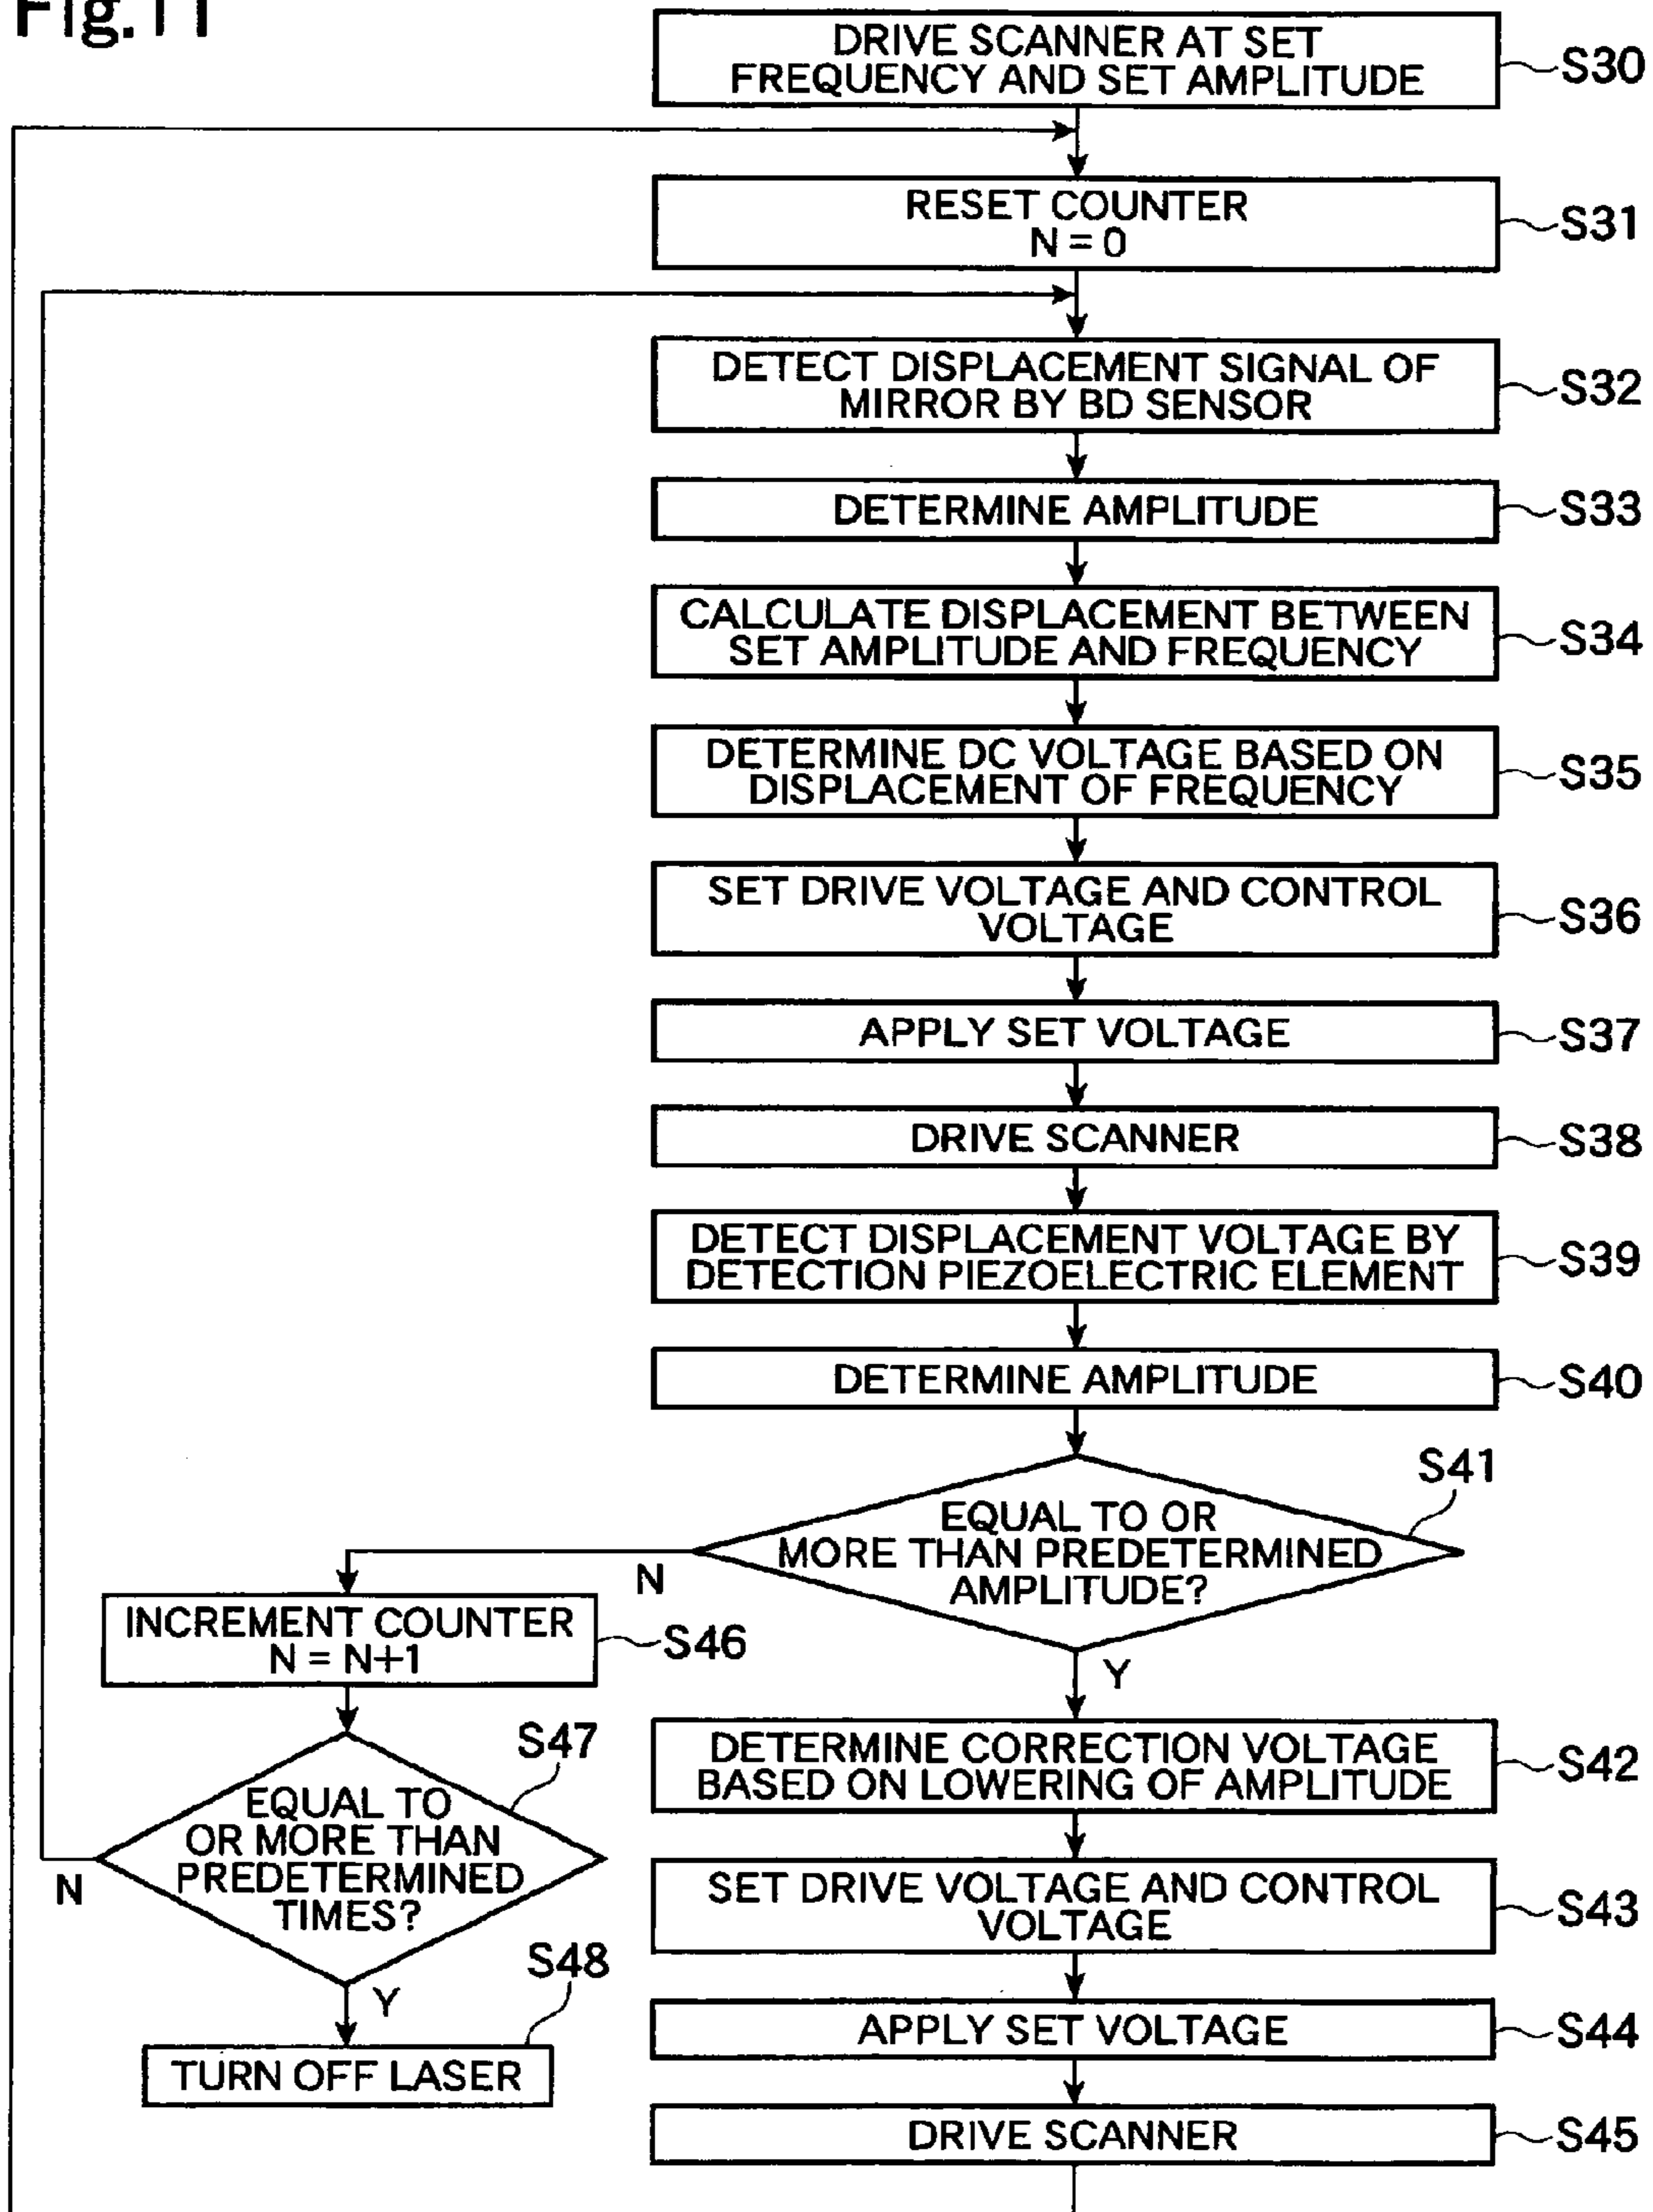 Fig.11
DRIVE SCANNER AT SET
FREQUENCY AND SET AMPLITUDE
S30
RESET COUNTER
N = 0
S31
DETECT DISPLACEMENT SIGNAL OF
MIRROR BY BD SENSOR
S32
DETERMINE AMPLITUDE
S33
CALCULATE DISPLACEMENT BETWEEN
SET AMPLITUDE AND FREQUENCY
S34
DETERMINE DC VOLTAGE BASED ON
DISPLACEMENT OF FREQUENCY
S35
SET DRIVE VOLTAGE AND CONTROL
VOLTAGE
S36
APPLY SET VOLTAGE
S37
DRIVE SCANNER
S38
DETECT DISPLACEMENT VOLTAGE BY
DETECTION PIEZOELECTRIC ELEMENT
S39
DETERMINE AMPLITUDE
S40
S41
EQUAL TO OR
MORE THAN PREDETERMINED
AMPLITUDE?
N
Y
INCREMENT COUNTER
N = N+1
S46
S47
EQUAL TO
OR MORE THAN
PREDETERMINED
TIMES?
N
Y
S48
TURN OFF LASER
DETERMINE CORRECTION VOLTAGE
BASED ON LOWERING OF AMPLITUDE
S42
SET DRIVE VOLTAGE AND CONTROL
VOLTAGE
S43
APPLY SET VOLTAGE
S44
DRIVE SCANNER
S45